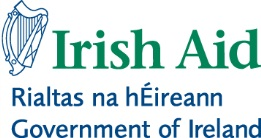 Irish Aid
Rialtas na hÉireann
Government of Ireland